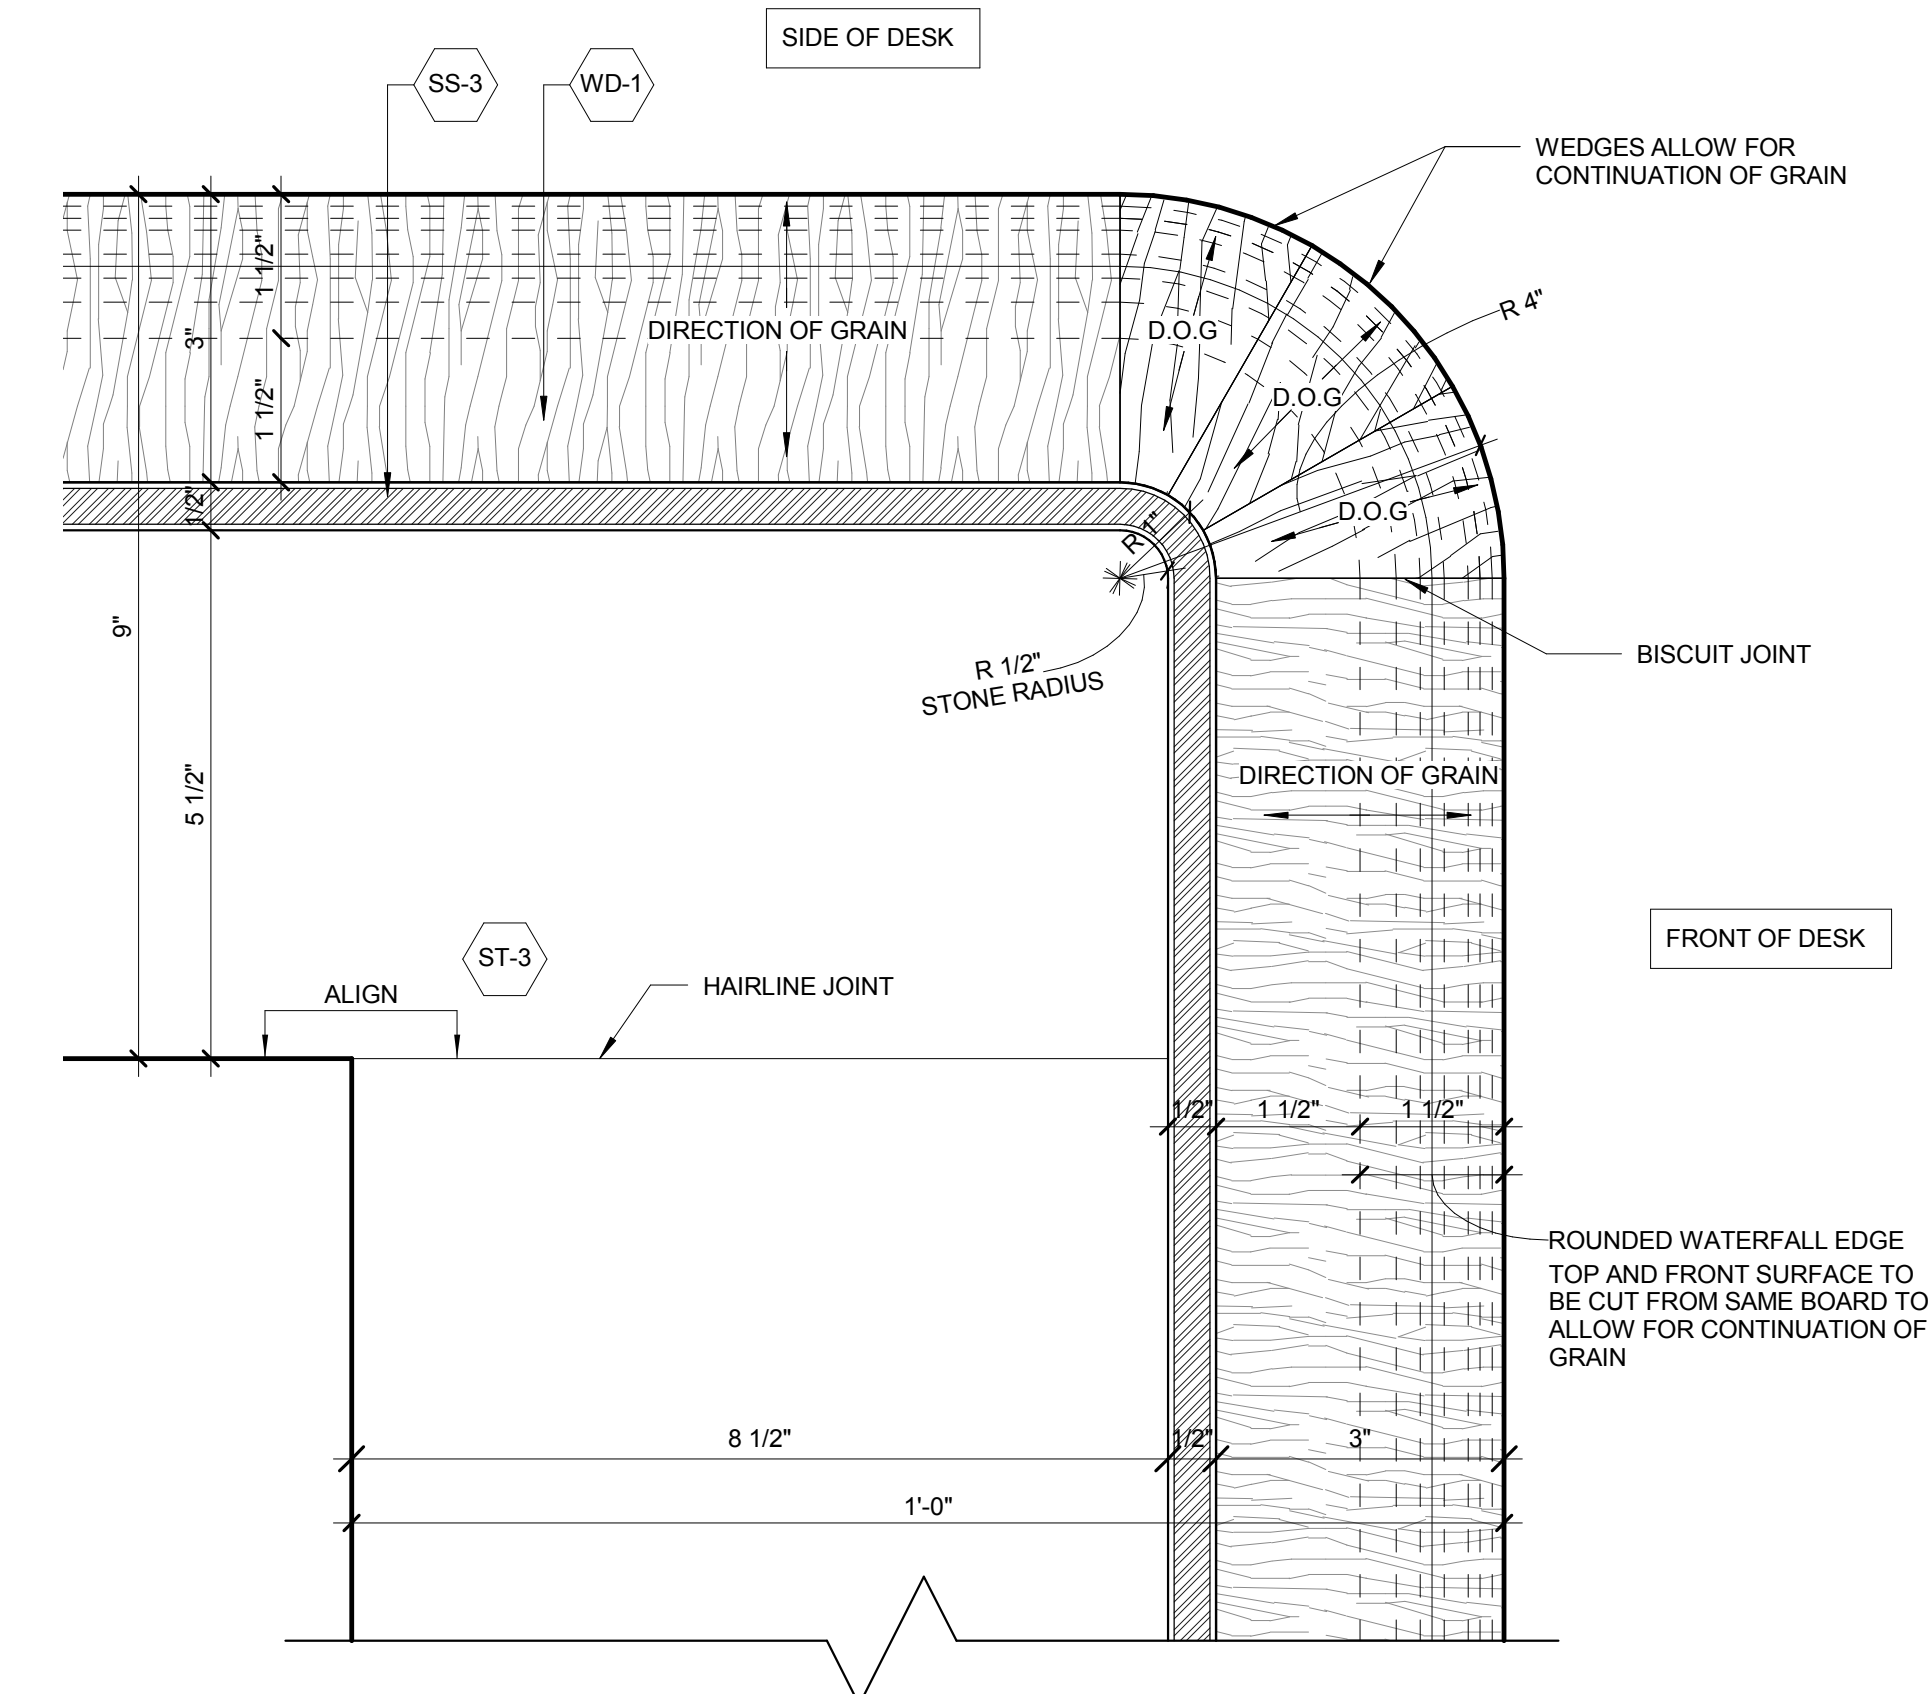 SIDE OF DESK
SS-3
WD-1
WEDGES ALLOW FOR
CONTINUATION OF GRAIN
1 1/2"
3"
1 1/2"
1/2"
DIRECTION OF GRAIN
D.O.G
D.O.G
D.O.G
R 4"
R 1"
R 1/2"
STONE RADIUS
9"
5 1/2"
BISCUIT JOINT
DIRECTION OF GRAIN
FRONT OF DESK
ST-3
ALIGN
HAIRLINE JOINT
1/2"
1 1/2"
1 1/2"
ROUNDED WATERFALL EDGE
TOP AND FRONT SURFACE TO
BE CUT FROM SAME BOARD TO
ALLOW FOR CONTINUATION OF
GRAIN
8 1/2"
1/2"
3"
1'-0"